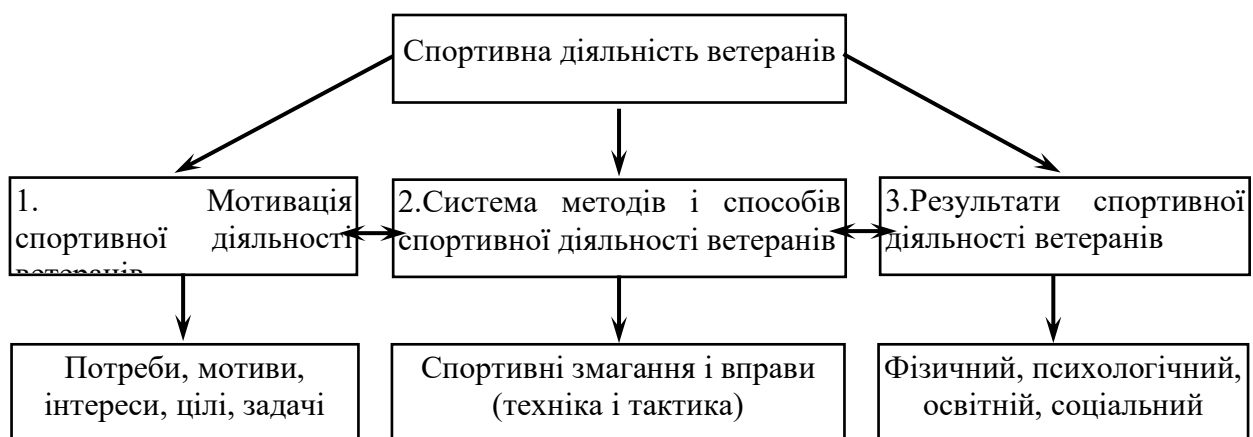 Спортивна діяльність ветеранів
1. Мотивація
спортивної діяльності
ветеранів
2.Система методів і способів
спортивної діяльності ветеранів
3.Результати спортивної
діяльності ветеранів
Потреби, мотиви,
інтереси, цілі, задачі
Спортивні змагання і вправи
(техніка і тактика)
Фізичний, психологічний,
освітній, соціальний